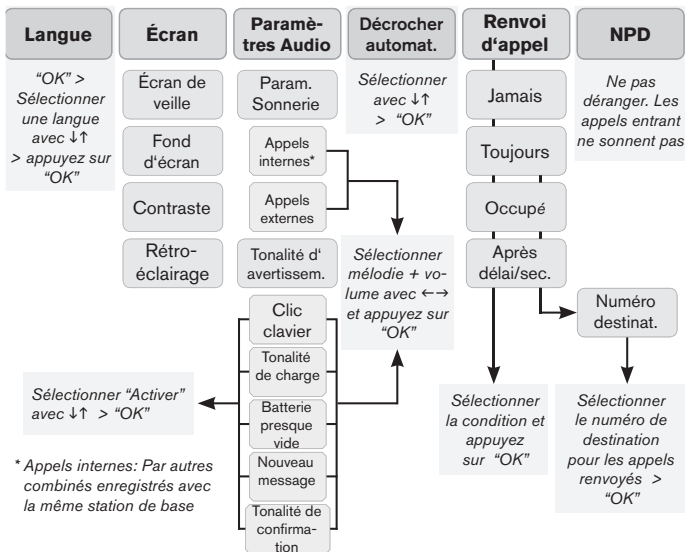 Langue
"OK" >
Sélectionner
une langue
avec ↓↑
> appuyez sur
"OK"
Écran
Écran de
veille
Fond
d'écran
Contraste
Rétro-
éclairage
Paramè-
tres Audio
Param.
Sonnerie
Appels
internes*
Appels
externes
Tonalité d'
avertissem.
Clic
clavier
Tonalité
de charge
Batterie
presque
vide
Nouveau
message
Tonalité de
confirma-
tion
Décrocher
automat.
Sélectionner
avec ↓↑
> "OK"
Sélectionner
mélodie + vo-
lume avec ←→
et appuyez sur
"OK"
Renvoi
d'appel
Jamais
Toujours
Occupé
Après
délai/sec.
Sélectionner
la condition et
appuyez
sur "OK"
NPD
Ne pas
déranger. Les
appels entrant
ne sonnent pas
Numéro
destinat.
Sélectionner
le numéro de
destination
pour les appels
renvoyés >
"OK"
Sélectionner "Activer"
avec ↓↑ > "OK"
* Appels internes: Par autres
combinés enregistrés avec
la même station de base